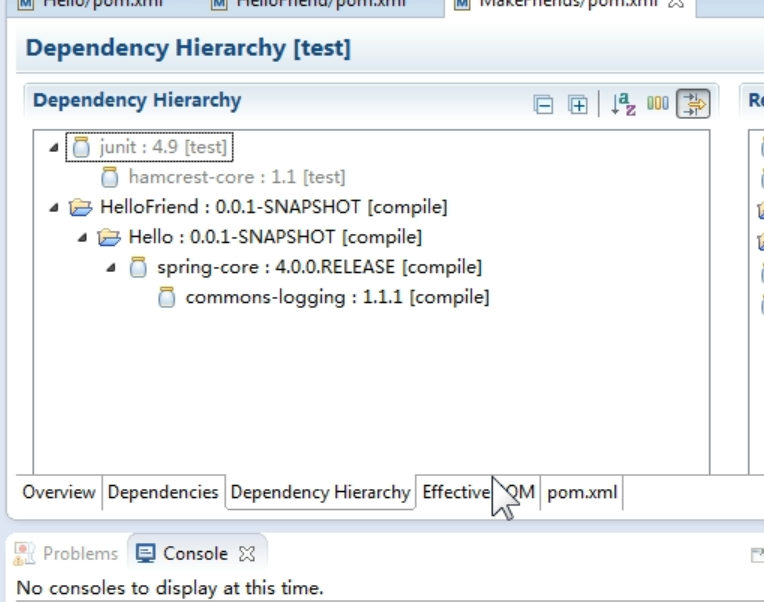 Hello/pom.xml HelloFriend/pom.xml MakeFriends/pom.xml
Dependency Hierarchy [test]
Dependency Hierarchy
junit : 4.9 [test]
hamcrest-core : 1.1 [test]
HelloFriend : 0.0.1-SNAPSHOT [compile]
Hello : 0.0.1-SNAPSHOT [compile]
spring-core : 4.0.0.RELEASE [compile]
commons-logging : 1.1.1 [compile]
Overview Dependencies Dependency Hierarchy Effective pom.xml
Problems Console
No consoles to display at this time.